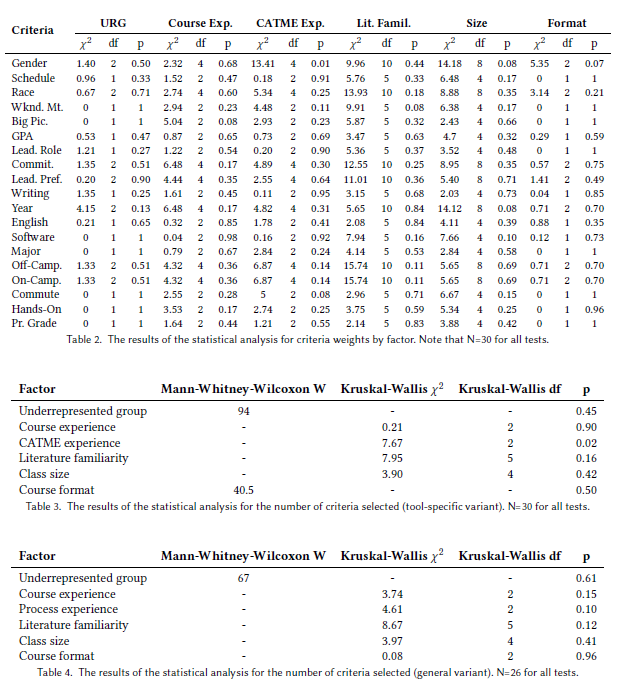 Criteria URG Course Exp. CATME Exp. Lit. Famil. Size Format
χ² df p χ² df p χ² df p χ² df p χ² df p χ² df p
Gender 1.40 2 0.50 2.32 4 0.68 13.41 4 0.01 9.96 10 0.44 14.18 8 0.08 5.35 2 0.07
Schedule 0.96 1 0.33 1.52 2 0.47 0.18 2 0.91 5.76 5 0.33 6.48 4 0.17 0 1 1
Race 0.67 2 0.71 2.74 4 0.60 5.34 4 0.25 13.93 10 0.18 8.88 8 0.35 3.14 2 0.21
Wknd. Mt. 0 1 1 2.94 2 0.23 4.48 2 0.11 9.91 5 0.08 6.38 4 0.17 0 1 1
Big Pic. 0 1 1 5.04 2 0.08 2.93 2 0.23 5.87 5 0.32 2.43 4 0.66 0 1 1
GPA 0.53 1 0.47 0.87 2 0.65 0.73 2 0.69 3.47 5 0.63 4.7 4 0.32 0.29 1 0.59
Lead. Role 1.21 1 0.27 1.22 2 0.54 0.20 2 0.90 5.36 5 0.37 3.52 4 0.48 0 1 1
Commit. 1.35 2 0.51 6.48 4 0.17 4.89 4 0.30 12.55 10 0.25 8.95 8 0.35 0.57 2 0.75
Lead. Pref. 0.20 2 0.90 4.44 4 0.35 2.55 4 0.64 11.01 10 0.36 5.40 8 0.71 1.41 2 0.49
Writing 1.35 1 0.25 1.61 2 0.45 0.11 2 0.95 3.15 5 0.68 2.03 4 0.73 0.04 1 0.85
Year 4.15 2 0.13 6.48 4 0.17 4.82 4 0.31 5.65 10 0.84 14.12 8 0.08 0.71 2 0.70
English 0.21 1 0.65 0.32 2 0.85 1.78 2 0.41 2.08 5 0.84 4.11 4 0.39 0.88 1 0.35
Software 0 1 1 0.04 2 0.98 0.16 2 0.92 7.94 5 0.16 7.66 4 0.10 0.12 1 0.73
Major 0 1 1 0.79 2 0.67 2.84 2 0.24 4.14 5 0.53 2.84 4 0.58 0 1 1
Off-Camp. 1.33 2 0.51 4.32 4 0.36 6.87 4 0.14 15.74 10 0.11 5.65 8 0.69 0.71 2 0.70
On-Camp. 1.33 2 0.51 4.32 4 0.36 6.87 4 0.14 15.74 10 0.11 5.65 8 0.69 0.71 2 0.70
Commute 0 1 1 2.55 2 0.28 5 2 0.08 2.96 5 0.71 6.67 4 0.15 0 1 1
Hands-On 0 1 1 3.53 2 0.17 2.74 2 0.25 3.75 5 0.59 5.34 4 0.25 0 1 0.96
Pr. Grade 0 1 1 1.64 2 0.44 1.21 2 0.55 2.14 5 0.83 3.88 4 0.42 0 1 1
Table 2. The results of the statistical analysis for criteria weights by factor. Note that N=30 for all tests.
Factor Mann-Whitney-Wilcoxon W Kruskal-Wallis χ² Kruskal-Wallis df p
Underrepresented group 94 - - 0.45
Course experience - 0.21 2 0.90
CATME experience - 7.67 2 0.02
Literature familiarity - 7.95 5 0.16
Class size - 3.90 4 0.42
Course format 40.5 - - 0.50
Table 3. The results of the statistical analysis for the number of criteria selected (tool-specific variant). N=30 for all tests.
Factor Mann-Whitney-Wilcoxon W Kruskal-Wallis χ² Kruskal-Wallis df p
Underrepresented group 67 - - 0.61
Course experience - 3.74 2 0.15
Process experience - 4.61 2 0.10
Literature familiarity - 8.67 5 0.12
Class size - 3.97 4 0.41
Course format - 0.08 2 0.96
Table 4. The results of the statistical analysis for the number of criteria selected (general variant). N=26 for all tests.